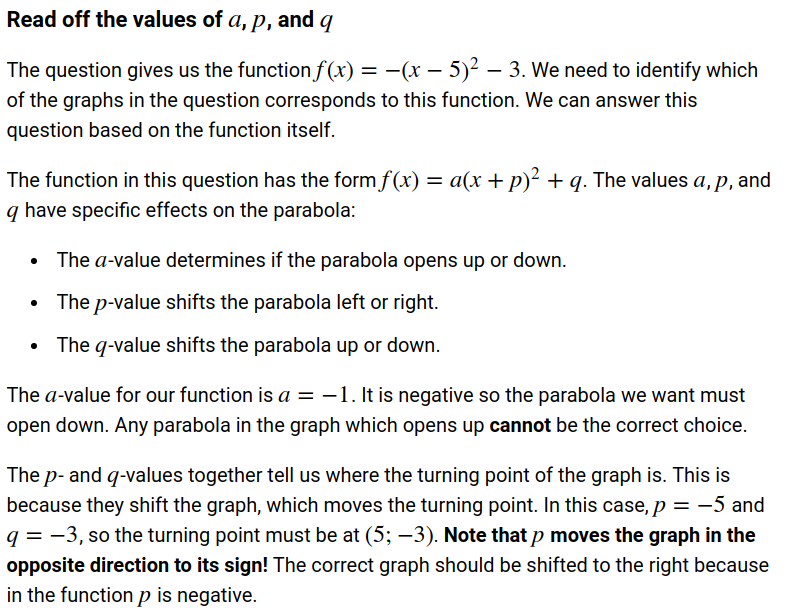 Read off the values of a, p, and q
The question gives us the function f(x) = −(x − 5)² − 3. We need to identify which
of the graphs in the question corresponds to this function. We can answer this
question based on the function itself.
The function in this question has the form f(x) = a(x + p)² + q. The values a, p, and
q have specific effects on the parabola:
• The a-value determines if the parabola opens up or down.
• The p-value shifts the parabola left or right.
• The q-value shifts the parabola up or down.
The a-value for our function is a = −1. It is negative so the parabola we want must
open down. Any parabola in the graph which opens up cannot be the correct choice.
The p- and q-values together tell us where the turning point of the graph is. This is
because they shift the graph, which moves the turning point. In this case, p = −5 and
q = −3, so the turning point must be at (5; −3). Note that p moves the graph in the
opposite direction to its sign! The correct graph should be shifted to the right because
in the function p is negative.